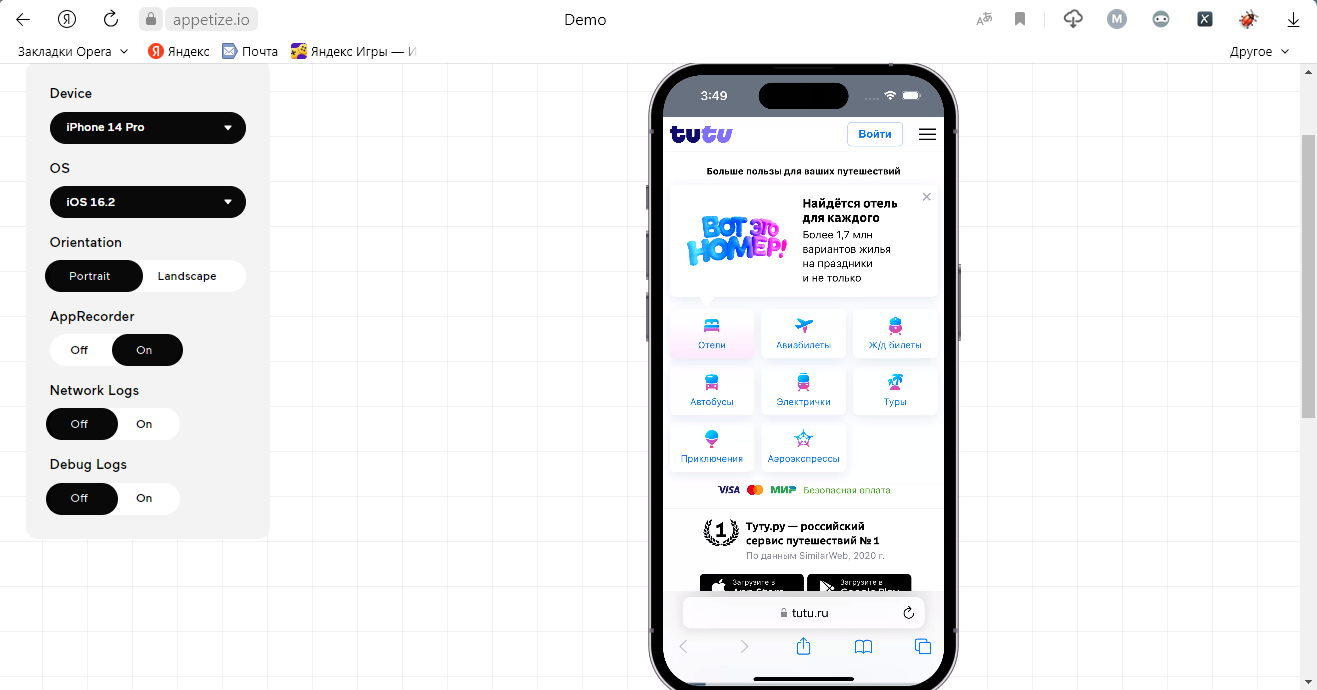 appetize.io
Demo
Закладки Opera
Яндекс
Почта
Яндекс Игры — И
Другое
Device
iPhone 14 Pro
OS
iOS 16.2
Orientation
Portrait
Landscape
AppRecorder
Off
On
Network Logs
Off
On
Debug Logs
Off
On
3:49
tutu
Войти
Больше пользы для ваших путешествий
ВОТ ЭТО
НОМЕР!
Найдётся отель
для каждого
Более 1,7 млн
вариантов жилья
на праздники
и не только
Отели
Авиабилеты
Ж/д билеты
Автобусы
Электрички
Туры
Приключения
Аэроэкспрессы
VISA
МИР
Безопасная оплата
1
Туту.ру — российский
сервис путешествий № 1
По данным SimilarWeb, 2020 г.
Загрузите в
App Store
Загрузите в
Google Play
tutu.ru